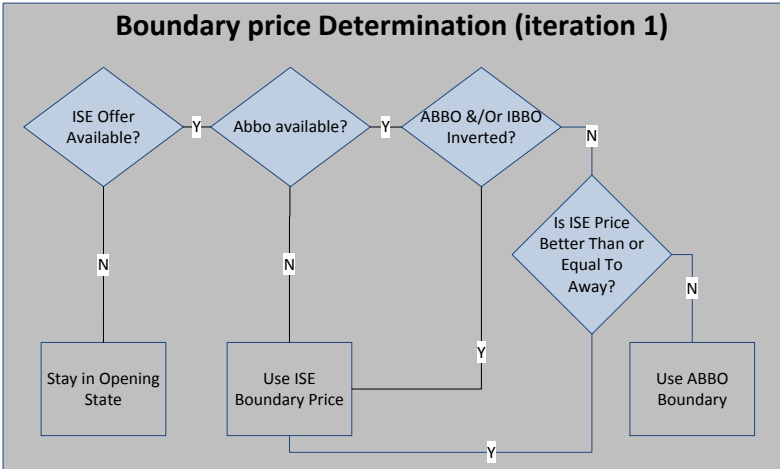 Boundary price Determination (iteration 1)
ISE Offer
Available?
Y
Abbo available?
Y
ABBO &/Or IBBO
Inverted?
N
Is ISE Price
Better Than or
Equal To
Away?
N
N
N
Y
Stay in Opening
State
Use ISE
Boundary Price
Use ABBO
Boundary
Y